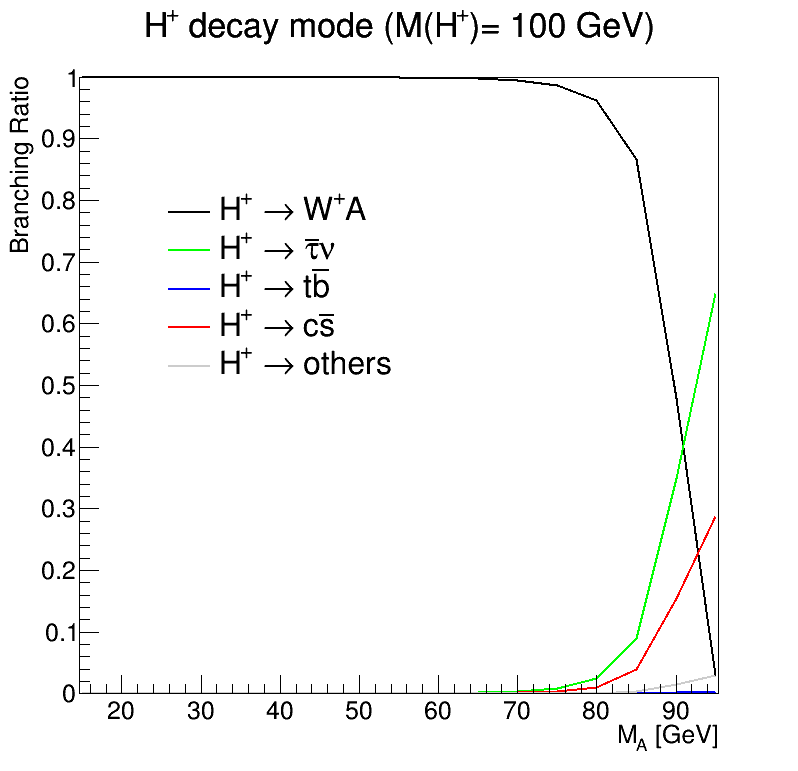 H⁺ decay mode (M(H⁺)= 100 GeV)
Branching Ratio
1
0.9
0.8
0.7
0.6
0.5
0.4
0.3
0.2
0.1
0
H⁺ → W⁺A
H⁺ → τ̅ν
H⁺ → tb̅
H⁺ → cs̅
H⁺ → others
20 30 40 50 60 70 80 90
M_A [GeV]